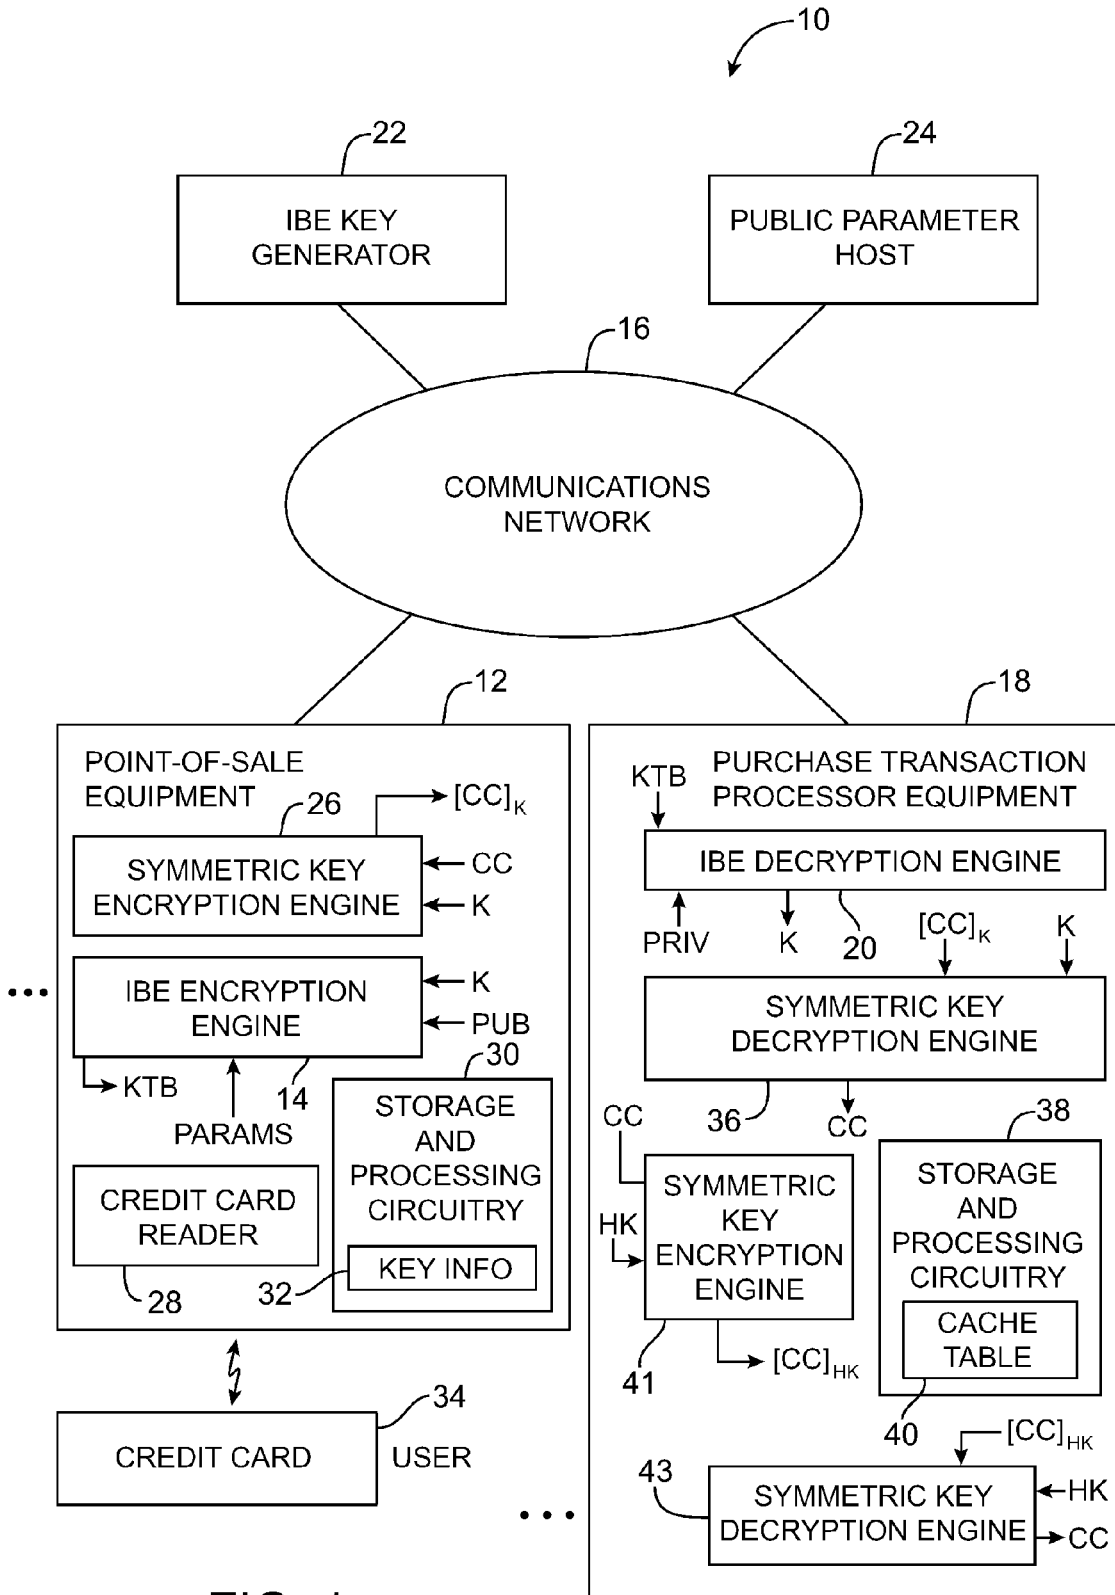 10
22
24
IBE KEY
GENERATOR
PUBLIC PARAMETER
HOST
16
COMMUNICATIONS
NETWORK
12
18
POINT-OF-SALE
EQUIPMENT
26
[CC]K
SYMMETRIC KEY
ENCRYPTION ENGINE
CC
K
IBE ENCRYPTION
ENGINE
K
PUB
KTB
14
PARAMS
30
STORAGE
AND
PROCESSING
CIRCUITRY
KEY INFO
32
CREDIT CARD
READER
28
34
CREDIT CARD
USER
...
PURCHASE TRANSACTION
PROCESSOR EQUIPMENT
KTB
IBE DECRYPTION ENGINE
PRIV
K
20
[CC]K
K
SYMMETRIC KEY
DECRYPTION ENGINE
36
CC
CC
HK
SYMMETRIC
KEY
ENCRYPTION
ENGINE
41
[CC]HK
38
STORAGE
AND
PROCESSING
CIRCUITRY
CACHE
TABLE
40
[CC]HK
43
SYMMETRIC KEY
DECRYPTION ENGINE
HK
CC
...